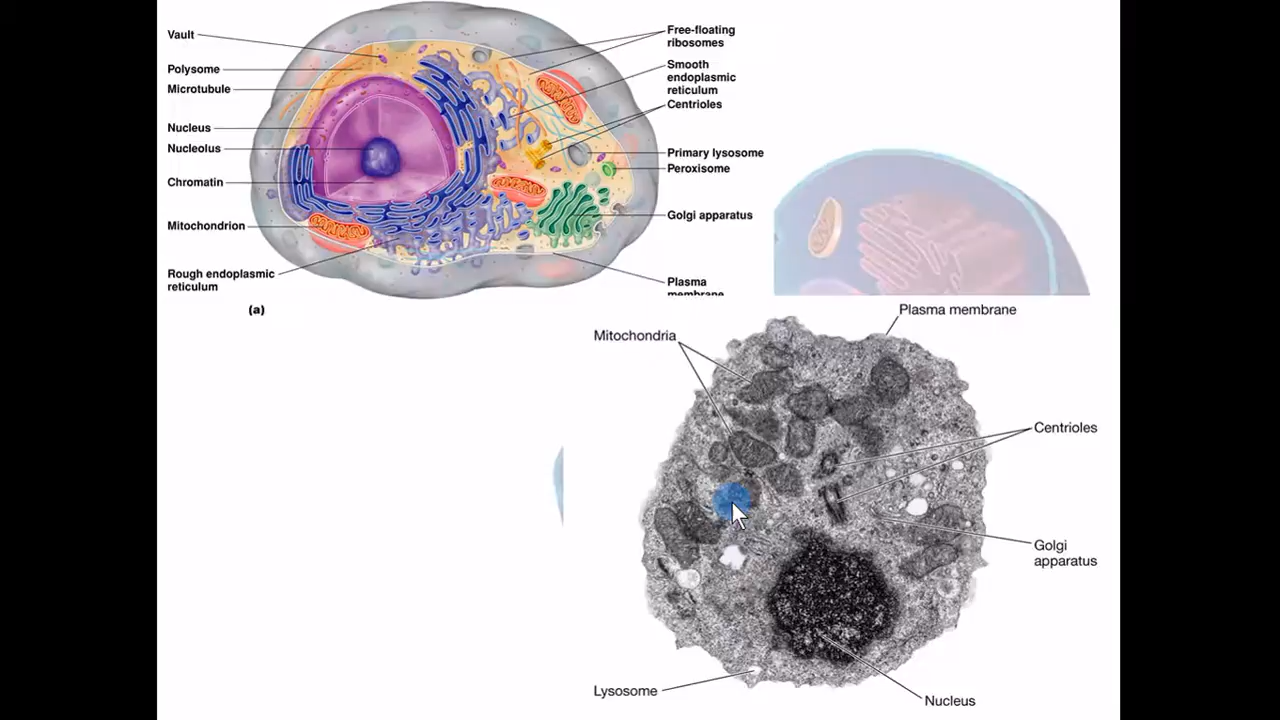 Vault
Polysome
Microtubule
Nucleus
Nucleolus
Chromatin
Mitochondrion
Rough endoplasmic
reticulum
(a)
Free-floating
ribosomes
Smooth
endoplasmic
reticulum
Centrioles
Primary lysosome
Peroxisome
Golgi apparatus
Plasma
membrane
Plasma membrane
Mitochondria
Centrioles
Golgi
apparatus
Lysosome
Nucleus